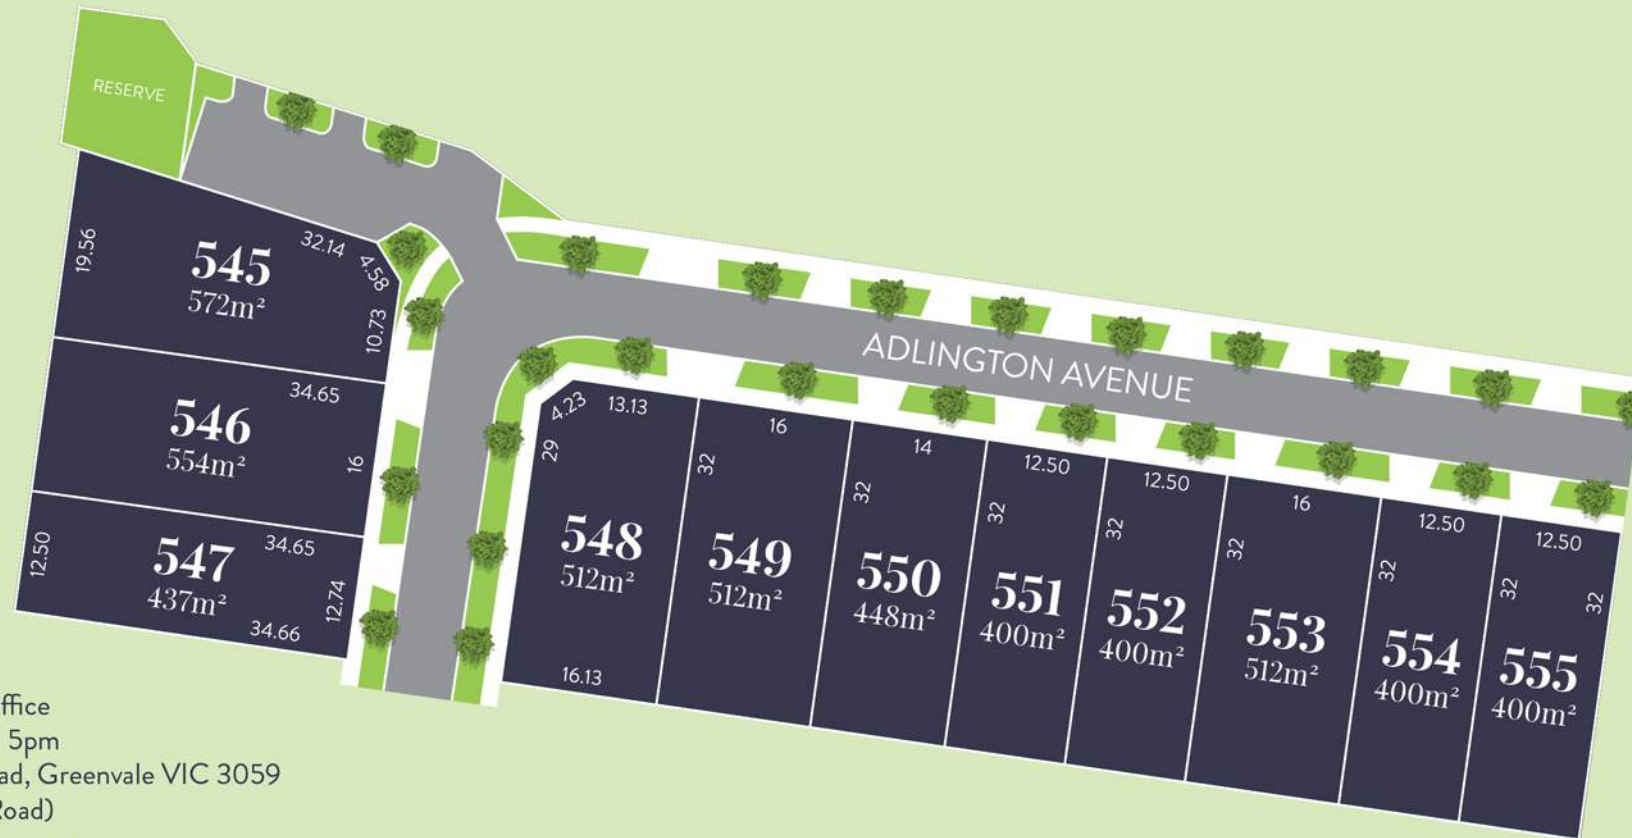 RESERVE
19.56
545
572m²
32.14
4.58
10.73
546
554m²
34.65
16
12.50
547
437m²
34.65
12.74
34.66
ADLINGTON AVENUE
4.23
13.13
29
548
512m²
16.13
16
32
549
512m²
14
32
550
448m²
12.50
32
551
400m²
12.50
32
552
400m²
16
32
553
512m²
12.50
32
554
400m²
12.50
32
32
555
400m²
ffice
5pm
ad, Greenvale VIC 3059
Road)